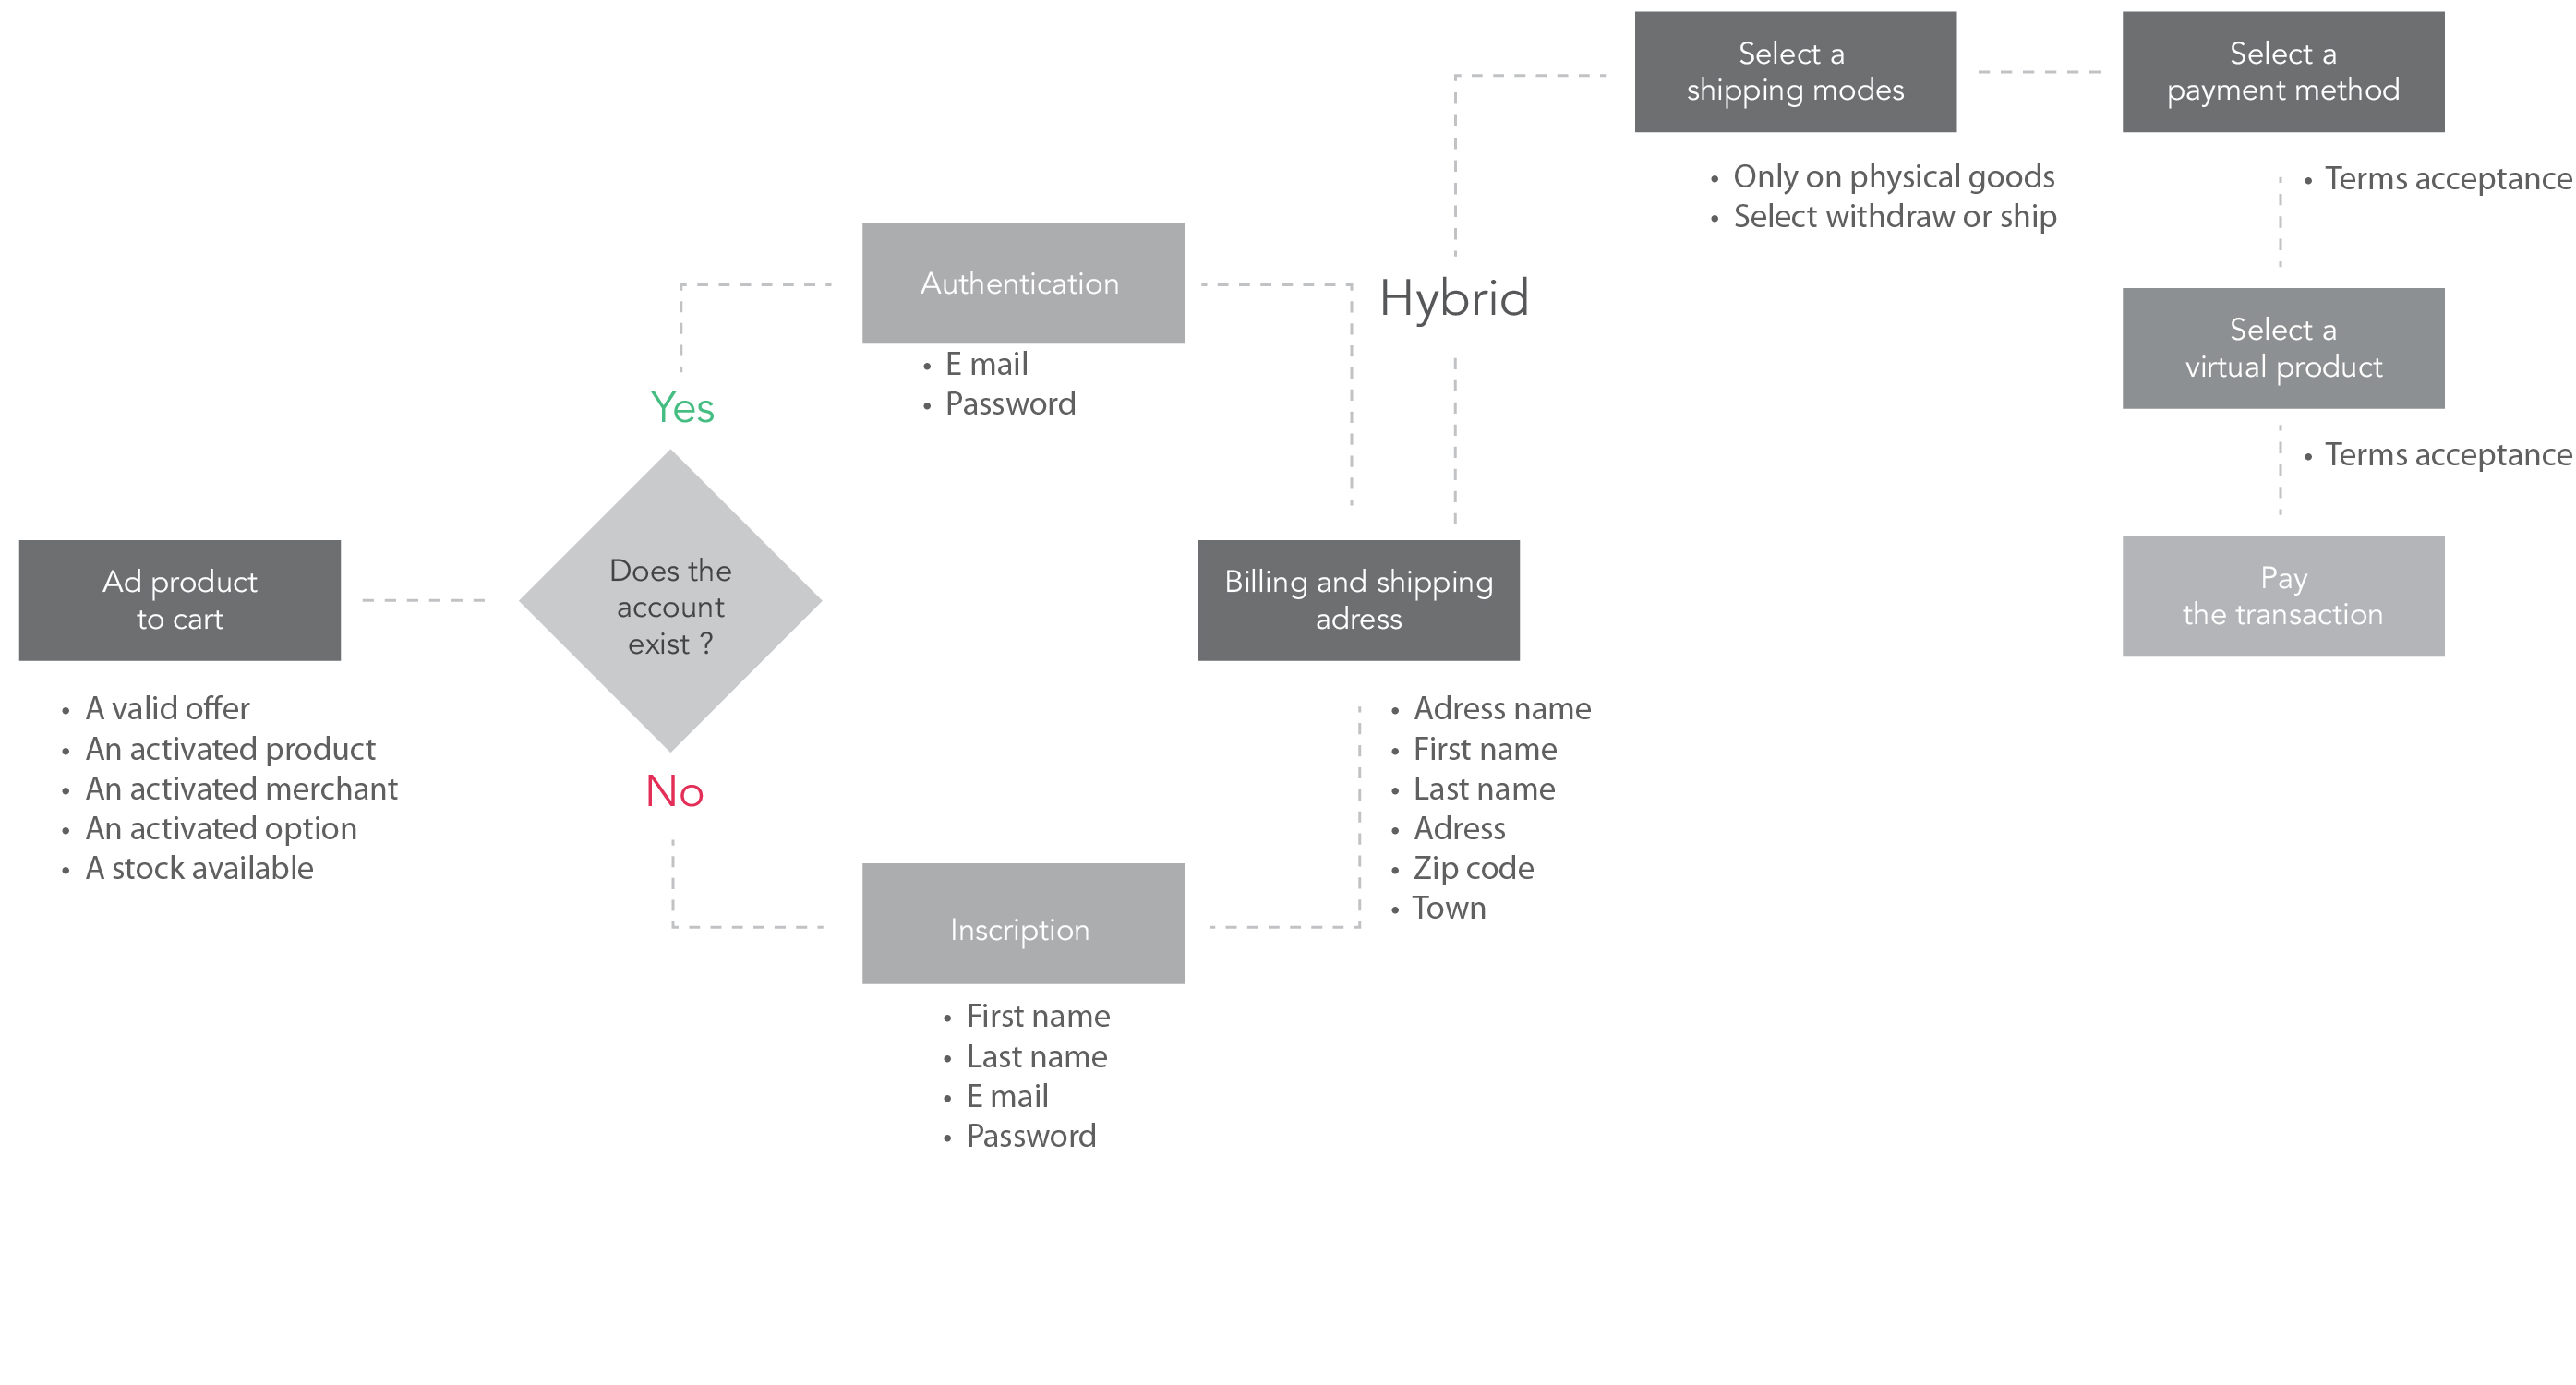 Ad product
to cart
• A valid offer
• An activated product
• An activated merchant
• An activated option
• A stock available
Does the
account
exist ?
Yes
Authentication
• E mail
• Password
No
Inscription
• First name
• Last name
• E mail
• Password
Billing and shipping
adress
• Adress name
• First name
• Last name
• Adress
• Zip code
• Town
Hybrid
Select a
shipping modes
• Only on physical goods
• Select withdraw or ship
Select a
payment method
• Terms acceptance
Select a
virtual product
• Terms acceptance
Pay
the transaction